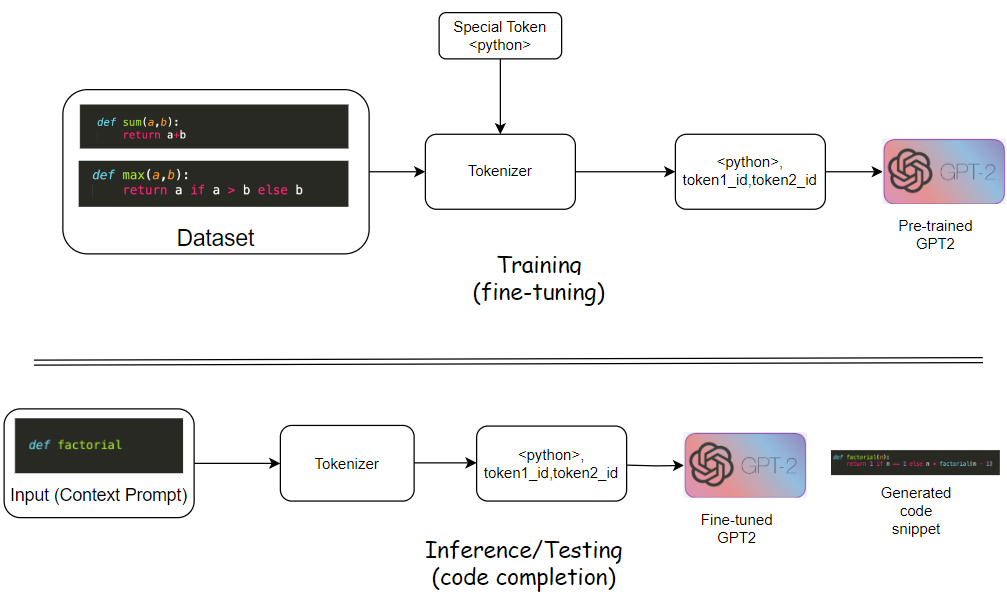 Special Token
<python>
def sum(a,b):
return a+b
def max(a,b):
return a if a > b else b
Dataset
Tokenizer
<python>,
token1_id,token2_id
GPT-2
Pre-trained
GPT2
Training
(fine-tuning)
def factorial
Input (Context Prompt)
Tokenizer
<python>,
token1_id,token2_id
GPT-2
Fine-tuned
GPT2
def factorial(n):
return 1 if n == 1 else n * factorial(n - 1)
Generated
code
snippet
Inference/Testing
(code completion)